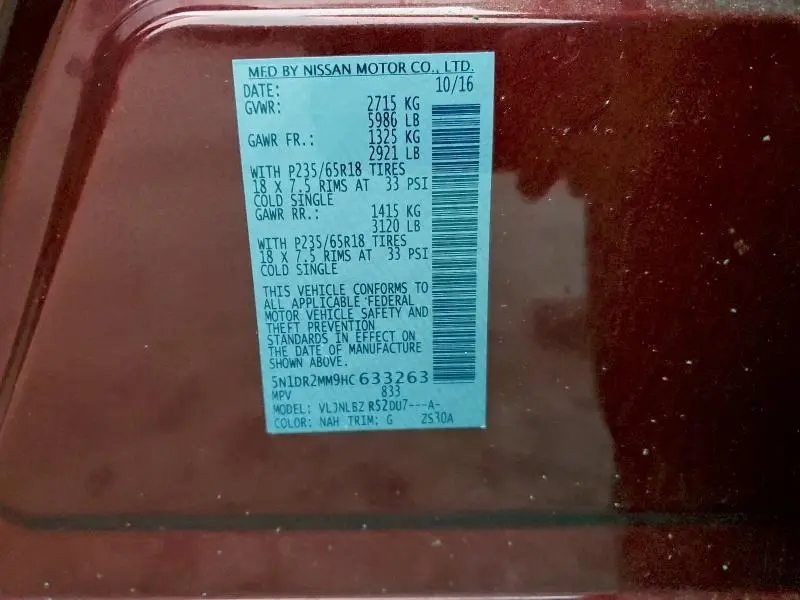 MFD BY NISSAN MOTOR CO., LTD.
DATE: 10/16
GVWR: 2715 KG
5986 LB
GAWR FR.: 1325 KG
2921 LB
WITH P235/65R18 TIRES
18 X 7.5 RIMS AT 33 PSI
COLD SINGLE
GAWR RR.: 1415 KG
3120 LB
WITH P235/65R18 TIRES
18 X 7.5 RIMS AT 33 PSI
COLD SINGLE
THIS VEHICLE CONFORMS TO
ALL APPLICABLE FEDERAL
MOTOR VEHICLE SAFETY AND
THEFT PREVENTION
STANDARDS IN EFFECT ON
THE DATE OF MANUFACTURE
SHOWN ABOVE.
5N1DR2MM9HC633263
MPV 833
MODEL: VLJNLBZ R52DU7---A-
COLOR: NAH TRIM: G ZS30A